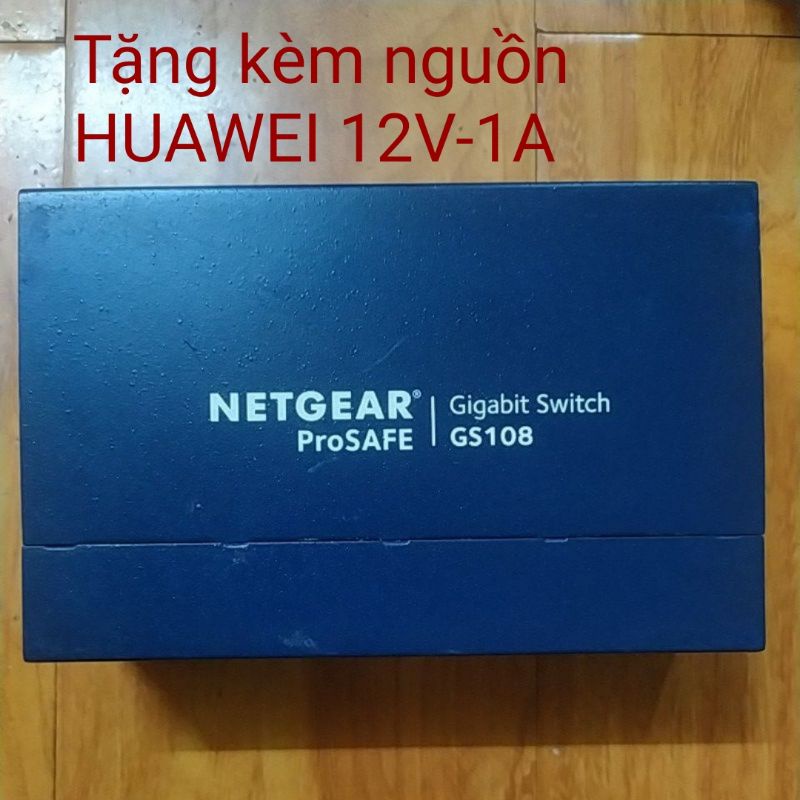 Tặng kèm nguồn
HUAWEI 12V-1A
NETGEAR® | Gigabit Switch
ProSAFE | GS108